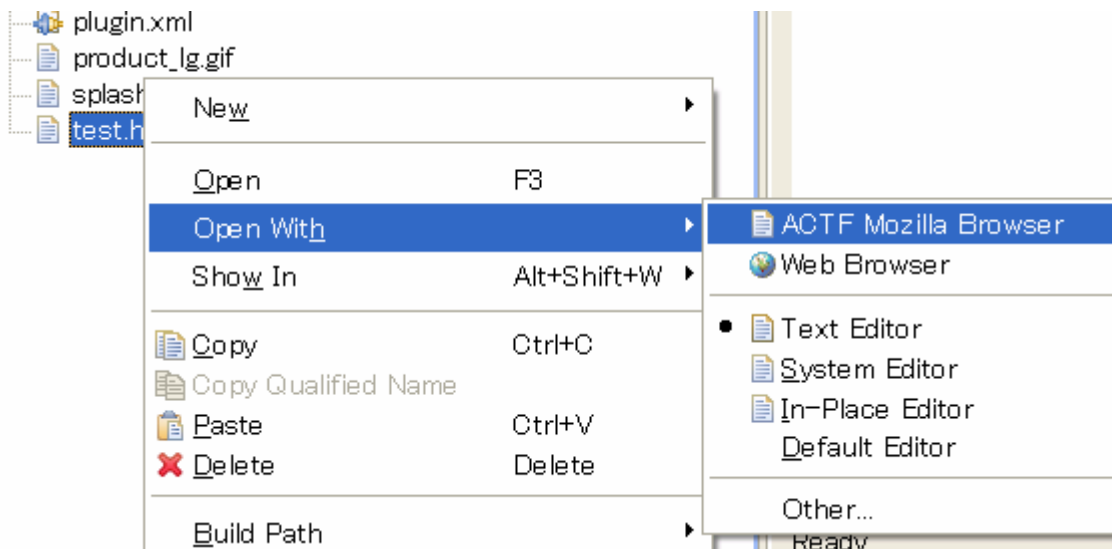 plugin.xml
product_lg.gif
splash
test.h
New
Open F3
Open With
Show In Alt+Shift+W
Copy Ctrl+C
Copy Qualified Name
Paste Ctrl+V
Delete Delete
Build Path
ACTF Mozilla Browser
Web Browser
Text Editor
System Editor
In-Place Editor
Default Editor
Other...
Ready